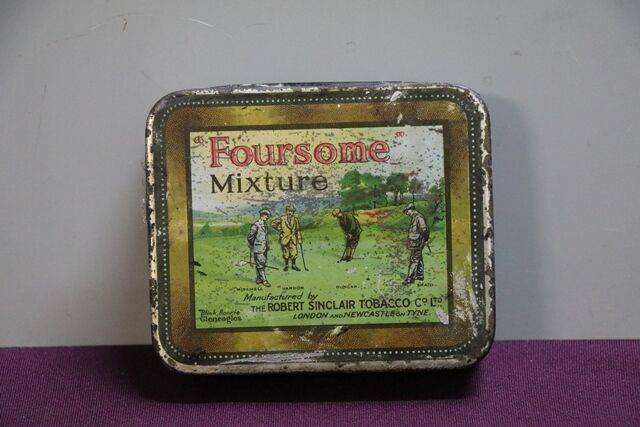 "Foursome"
Mixture
MITCHELL VARDON DUNCAN BRAID
Manufactured by
THE ROBERT SINCLAIR TOBACCO Co LTD
LONDON AND NEWCASTLE ON TYNE.
Gleneagles